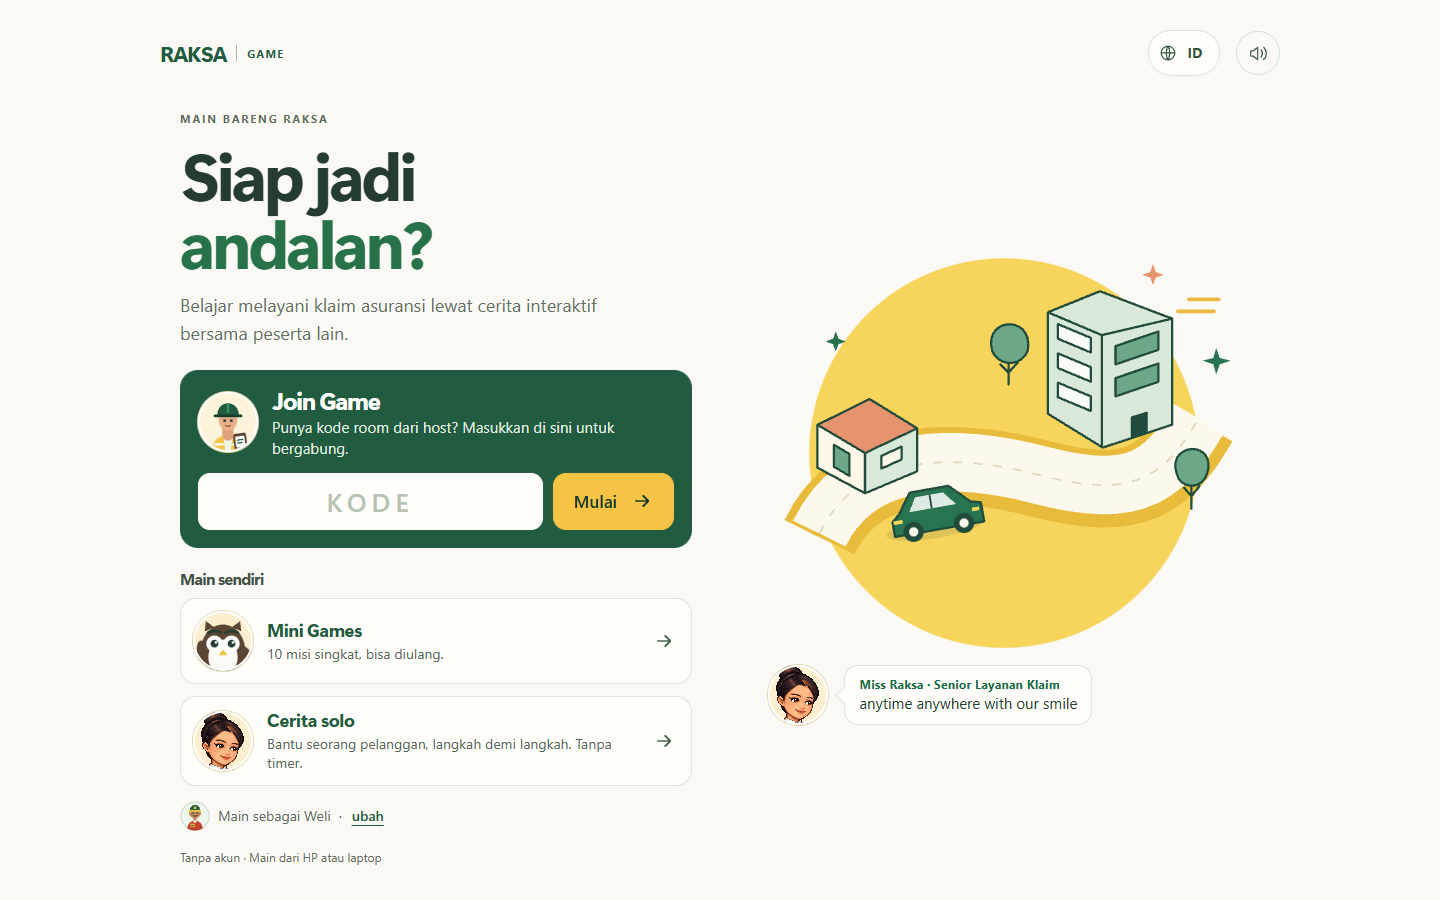 RAKSA GAME
ID
MAIN BARENG RAKSA
Siap jadi
andalan?
Belajar melayani klaim asuransi lewat cerita interaktif
bersama peserta lain.
Join Game
Punya kode room dari host? Masukkan di sini untuk
bergabung.
KODE
Mulai
Main sendiri
Mini Games
10 misi singkat, bisa diulang.
Cerita solo
Bantu seorang pelanggan, langkah demi langkah. Tanpa
timer.
Main sebagai Weli · ubah
Tanpa akun · Main dari HP atau laptop
Miss Raksa · Senior Layanan Klaim
anytime anywhere with our smile